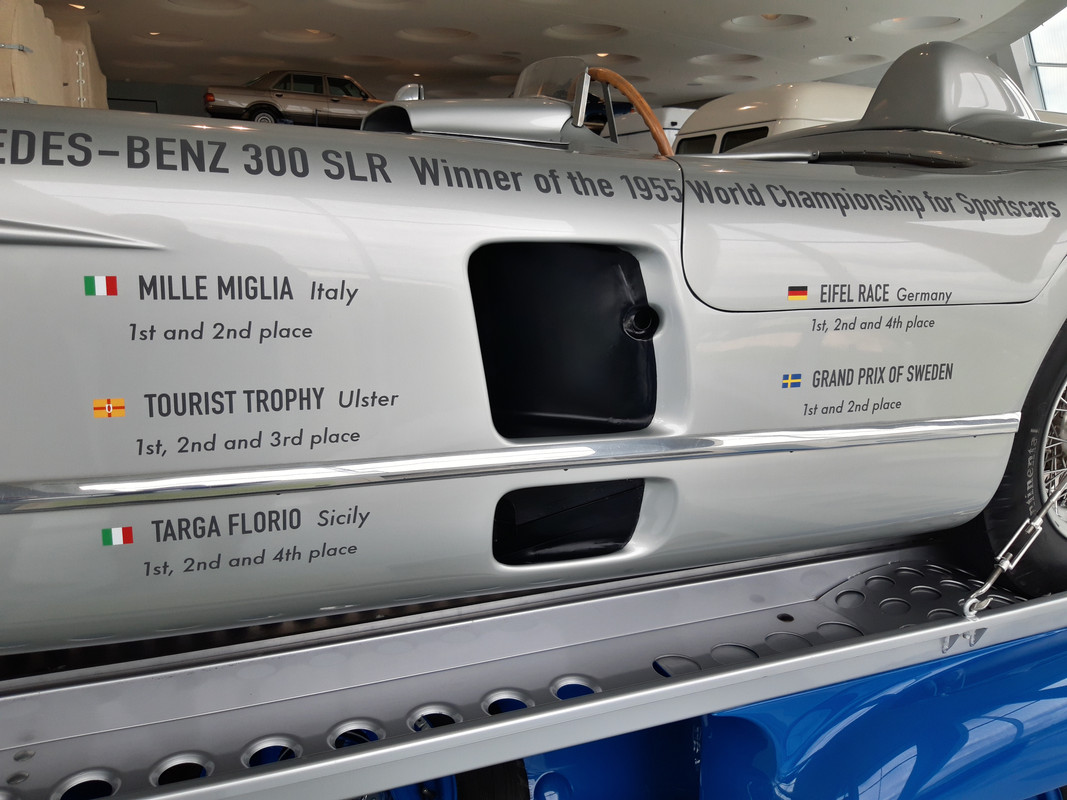 EDES-BENZ 300 SLR Winner of the 1955 World Championship for Sportscars
MILLE MIGLIA Italy
1st and 2nd place
TOURIST TROPHY Ulster
1st, 2nd and 3rd place
TARGA FLORIO Sicily
1st, 2nd and 4th place
EIFEL RACE Germany
1st, 2nd and 4th place
GRAND PRIX OF SWEDEN
1st and 2nd place
ntinental